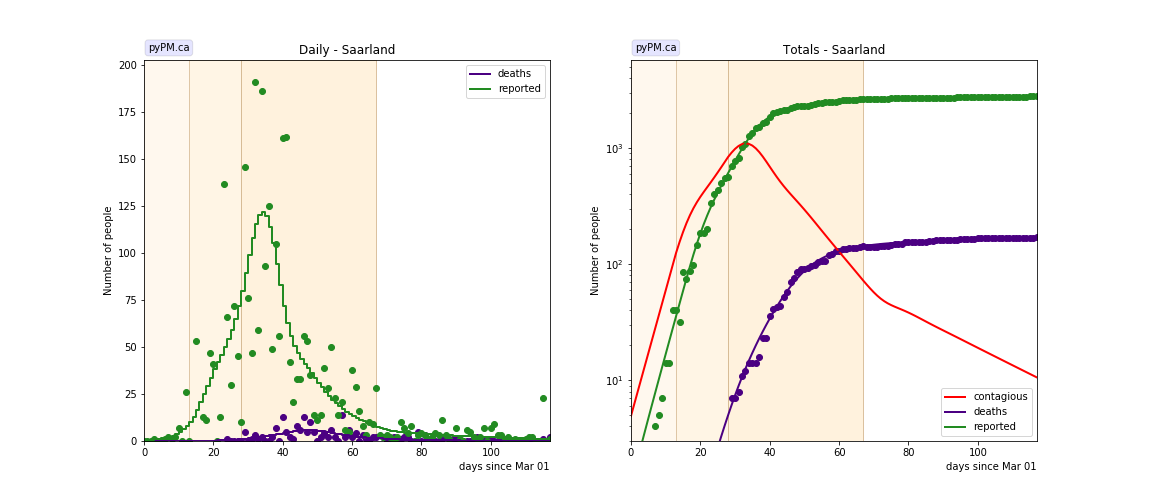 pyPM.ca
Daily - Saarland
Number of people
200
175
150
125
100
75
50
25
0
0 20 40 60 80 100
days since Mar 01
deaths
reported
pyPM.ca
Totals - Saarland
Number of people
10³
10²
10¹
0 20 40 60 80 100
days since Mar 01
contagious
deaths
reported